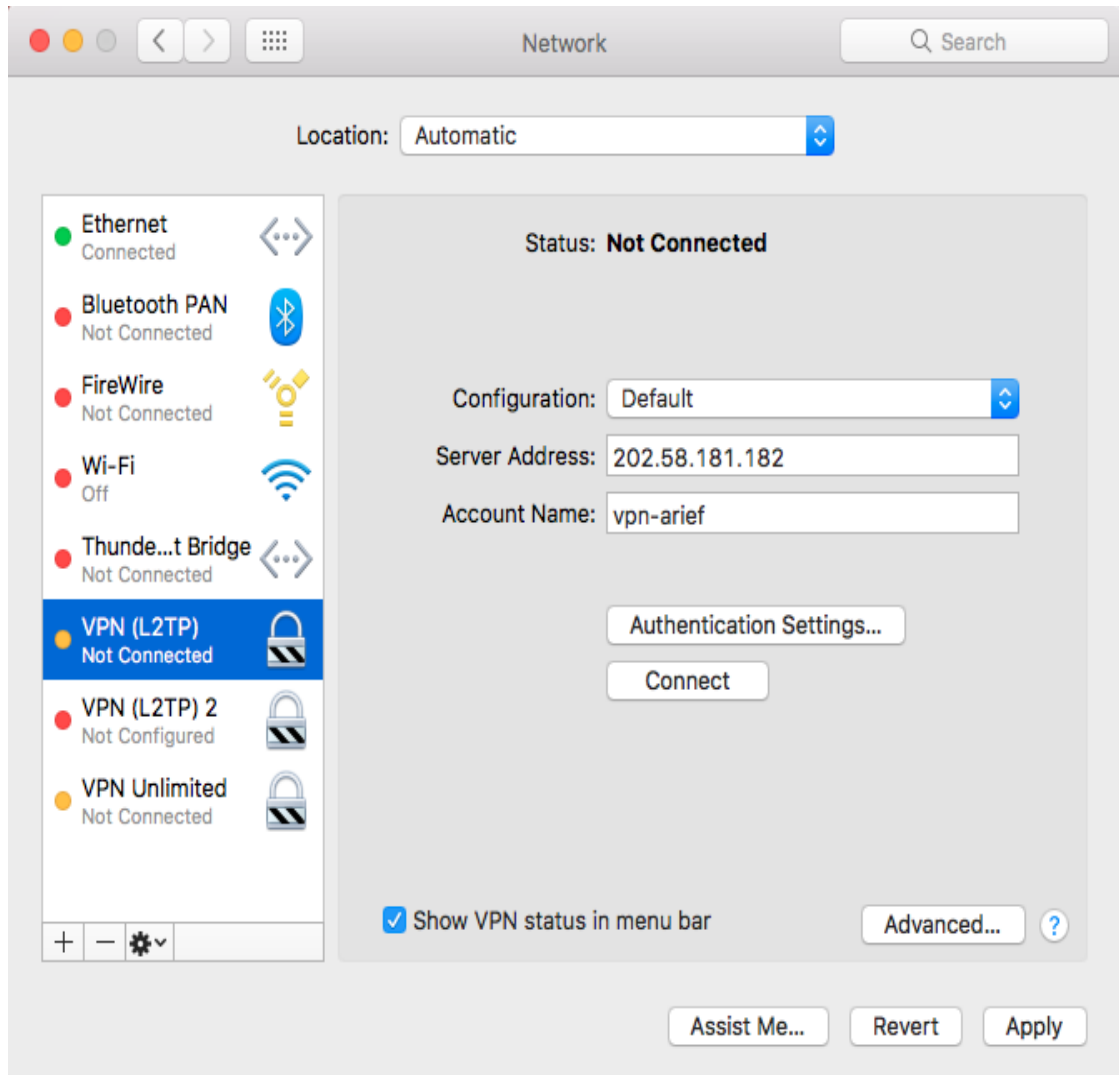 Network
Search
Location: Automatic
Ethernet
Connected
Bluetooth PAN
Not Connected
FireWire
Not Connected
Wi-Fi
Off
Thunde...t Bridge
Not Connected
VPN (L2TP)
Not Connected
VPN (L2TP) 2
Not Configured
VPN Unlimited
Not Connected
Status: Not Connected
Configuration: Default
Server Address: 202.58.181.182
Account Name: vpn-arief
Authentication Settings...
Connect
Show VPN status in menu bar
Advanced... ?
Assist Me... Revert Apply